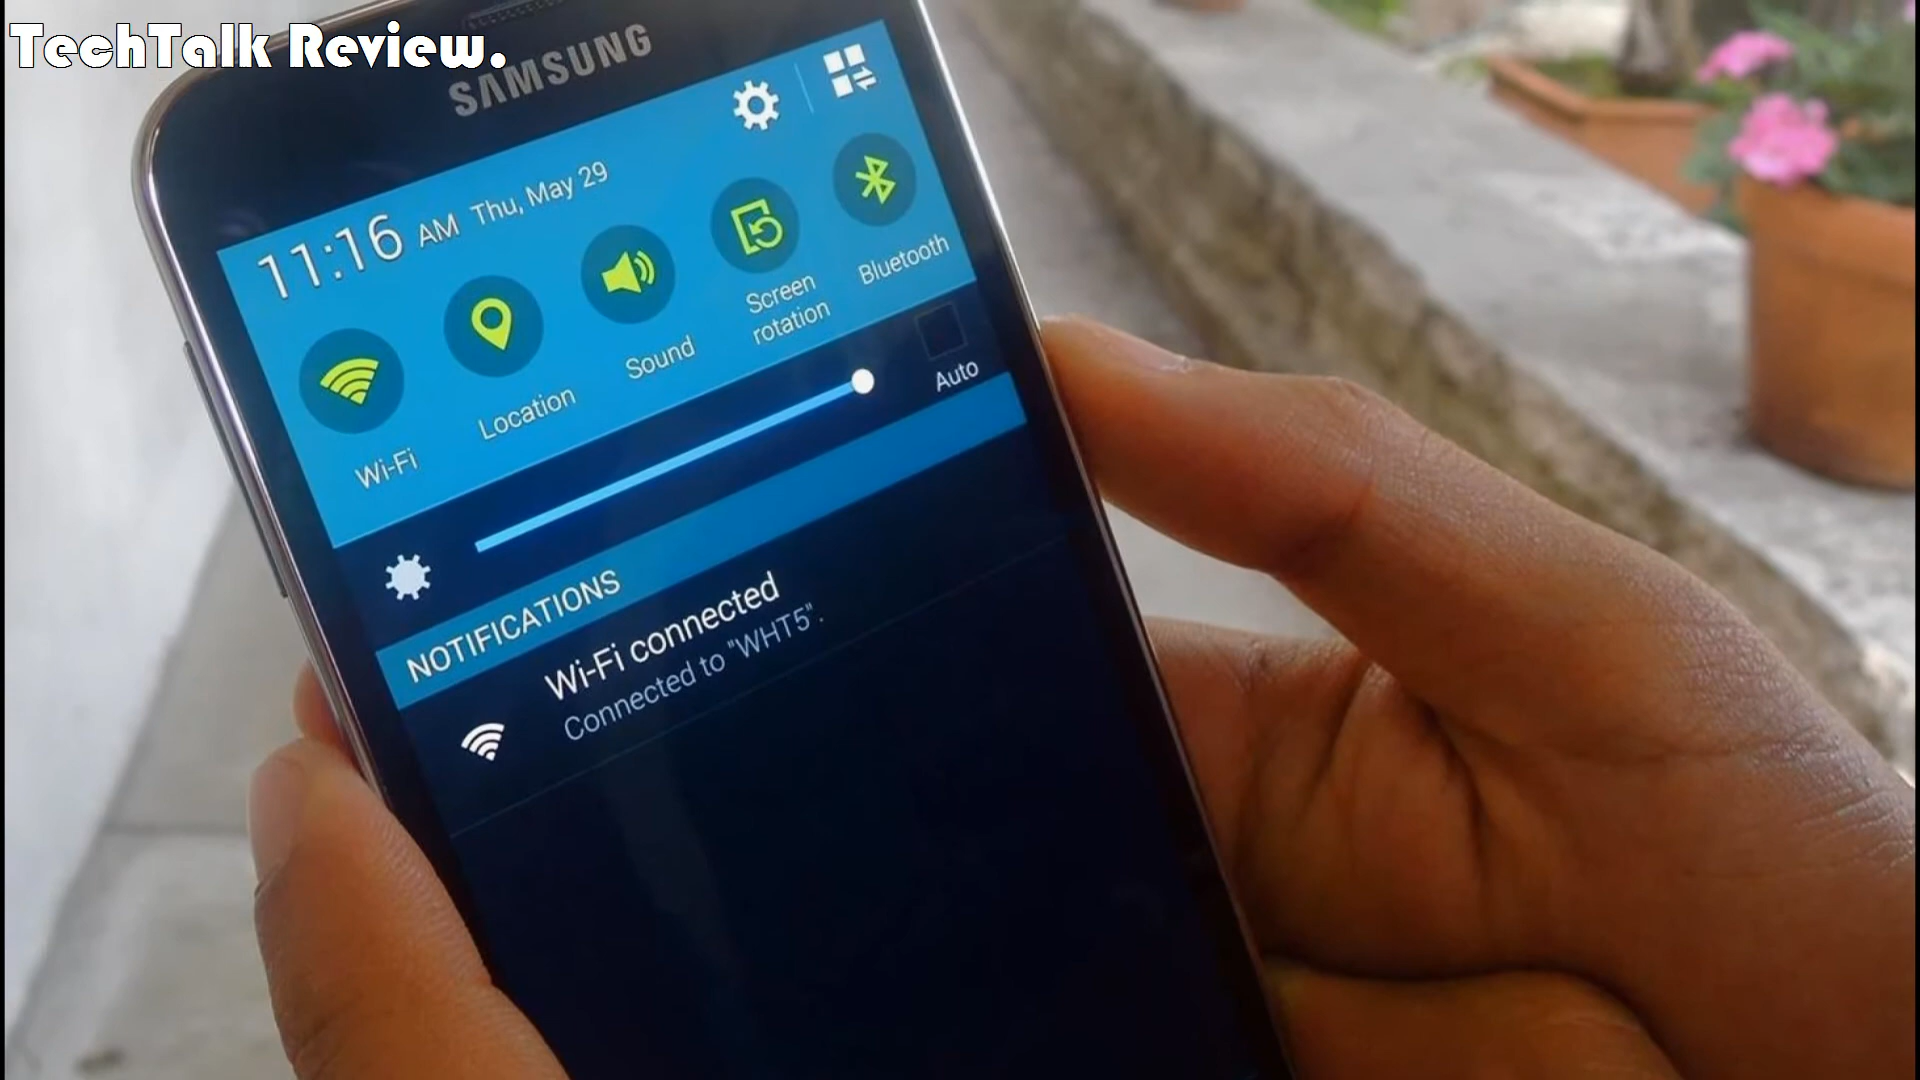 TechTalk Review.
SAMSUNG
11:16 AM Thu, May 29
Wi-Fi
Location
Sound
Screen
rotation
Bluetooth
Auto
NOTIFICATIONS
Wi-Fi connected
Connected to "WHT5".